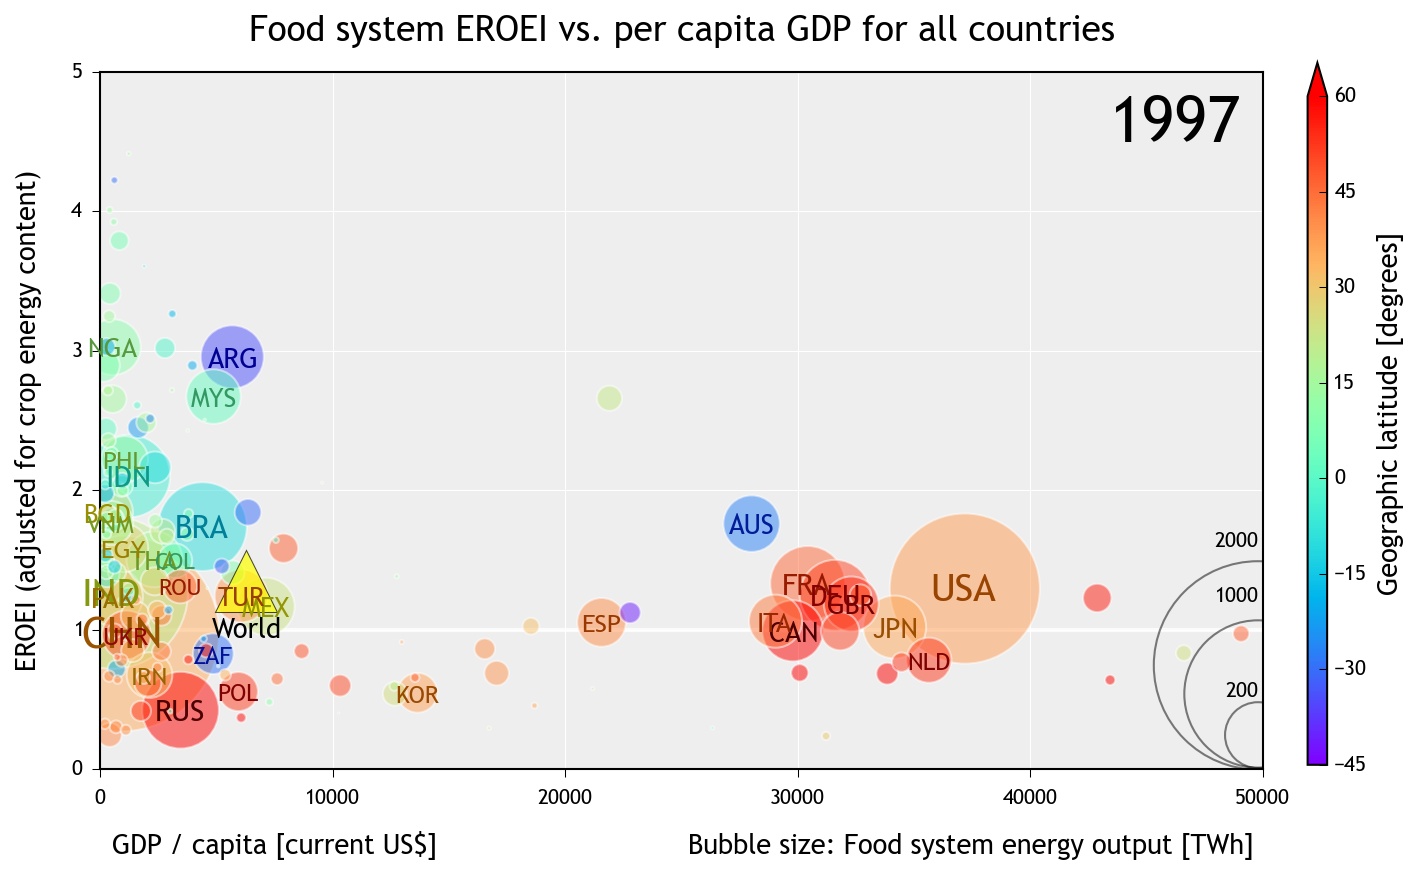 Food system EROEI vs. per capita GDP for all countries
1997
EROEI (adjusted for crop energy content)
5
4
3
2
1
0
NGA
ARG
MYS
PHL
IDN
BGD
VNM
BRA
AUS
EGY
THA
COL
IND
PAK
ROU
TUR
MEX
FRA
DEU
GBR
USA
CHN
UKR
World
ESP
ITA
CAN
JPN
ZAF
IRN
POL
KOR
NLD
RUS
2000
1000
200
0
10000
20000
30000
40000
50000
GDP / capita [current US$]
Bubble size: Food system energy output [TWh]
60
45
30
15
0
−15
−30
−45
Geographic latitude [degrees]